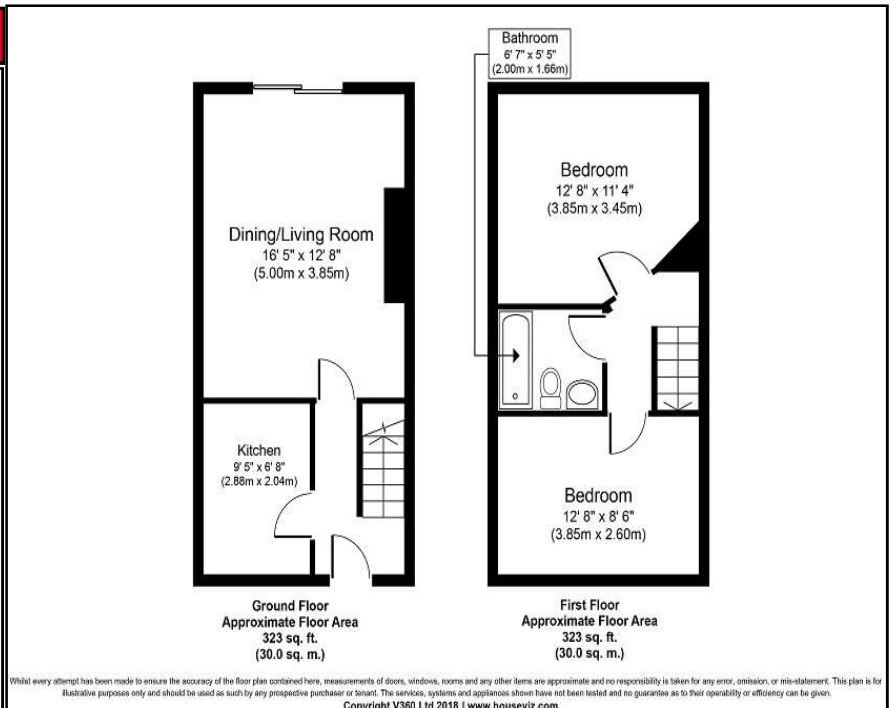 Bathroom
6' 7" x 5' 5"
(2.00m x 1.66m)
Dining/Living Room
16' 5" x 12' 8"
(5.00m x 3.85m)
Kitchen
9' 5" x 6' 8"
(2.88m x 2.04m)
Ground Floor
Approximate Floor Area
323 sq. ft.
(30.0 sq. m.)
Bedroom
12' 8" x 11' 4"
(3.85m x 3.45m)
Bedroom
12' 8" x 8' 6"
(3.85m x 2.60m)
First Floor
Approximate Floor Area
323 sq. ft.
(30.0 sq. m.)
Whilst every attempt has been made to ensure the accuracy of the floor plan contained here, measurements of doors, windows, rooms and any other items are approximate and no responsibility is taken for any error, omission, or mis-statement. This plan is for
illustrative purposes only and should be used as such by any prospective purchaser or tenant. The services, systems and appliances shown have not been tested and no guarantee as to their operability or efficiency can be given.
Copyright V360 Ltd 2018 | www.houseviz.com